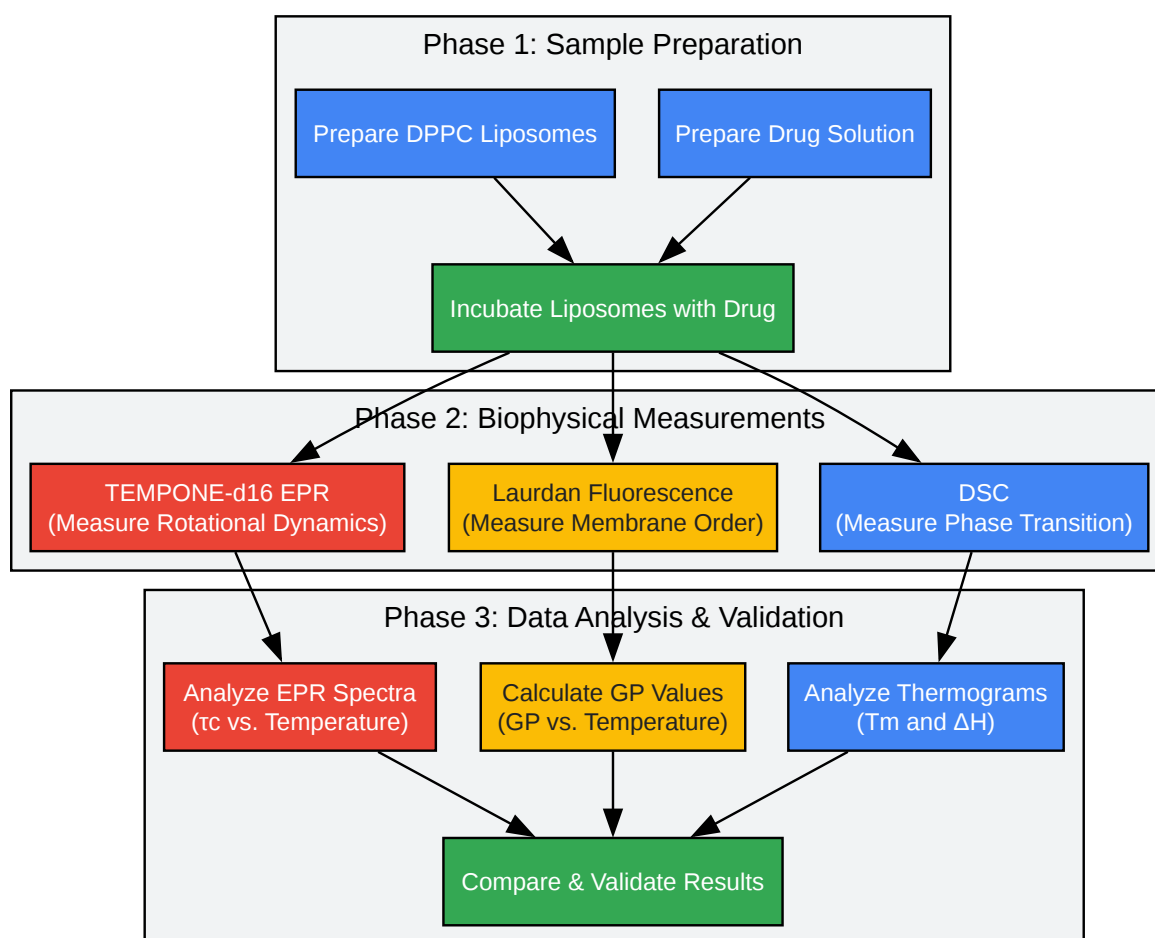 Phase 1: Sample Preparation
Prepare DPPC Liposomes
Prepare Drug Solution
Incubate Liposomes with Drug
Phase 2: Biophysical Measurements
TEMPONE-d16 EPR
(Measure Rotational Dynamics)
Laurdan Fluorescence
(Measure Membrane Order)
DSC
(Measure Phase Transition)
Phase 3: Data Analysis & Validation
Analyze EPR Spectra
(τc vs. Temperature)
Calculate GP Values
(GP vs. Temperature)
Analyze Thermograms
(Tm and ΔH)
Compare & Validate Results